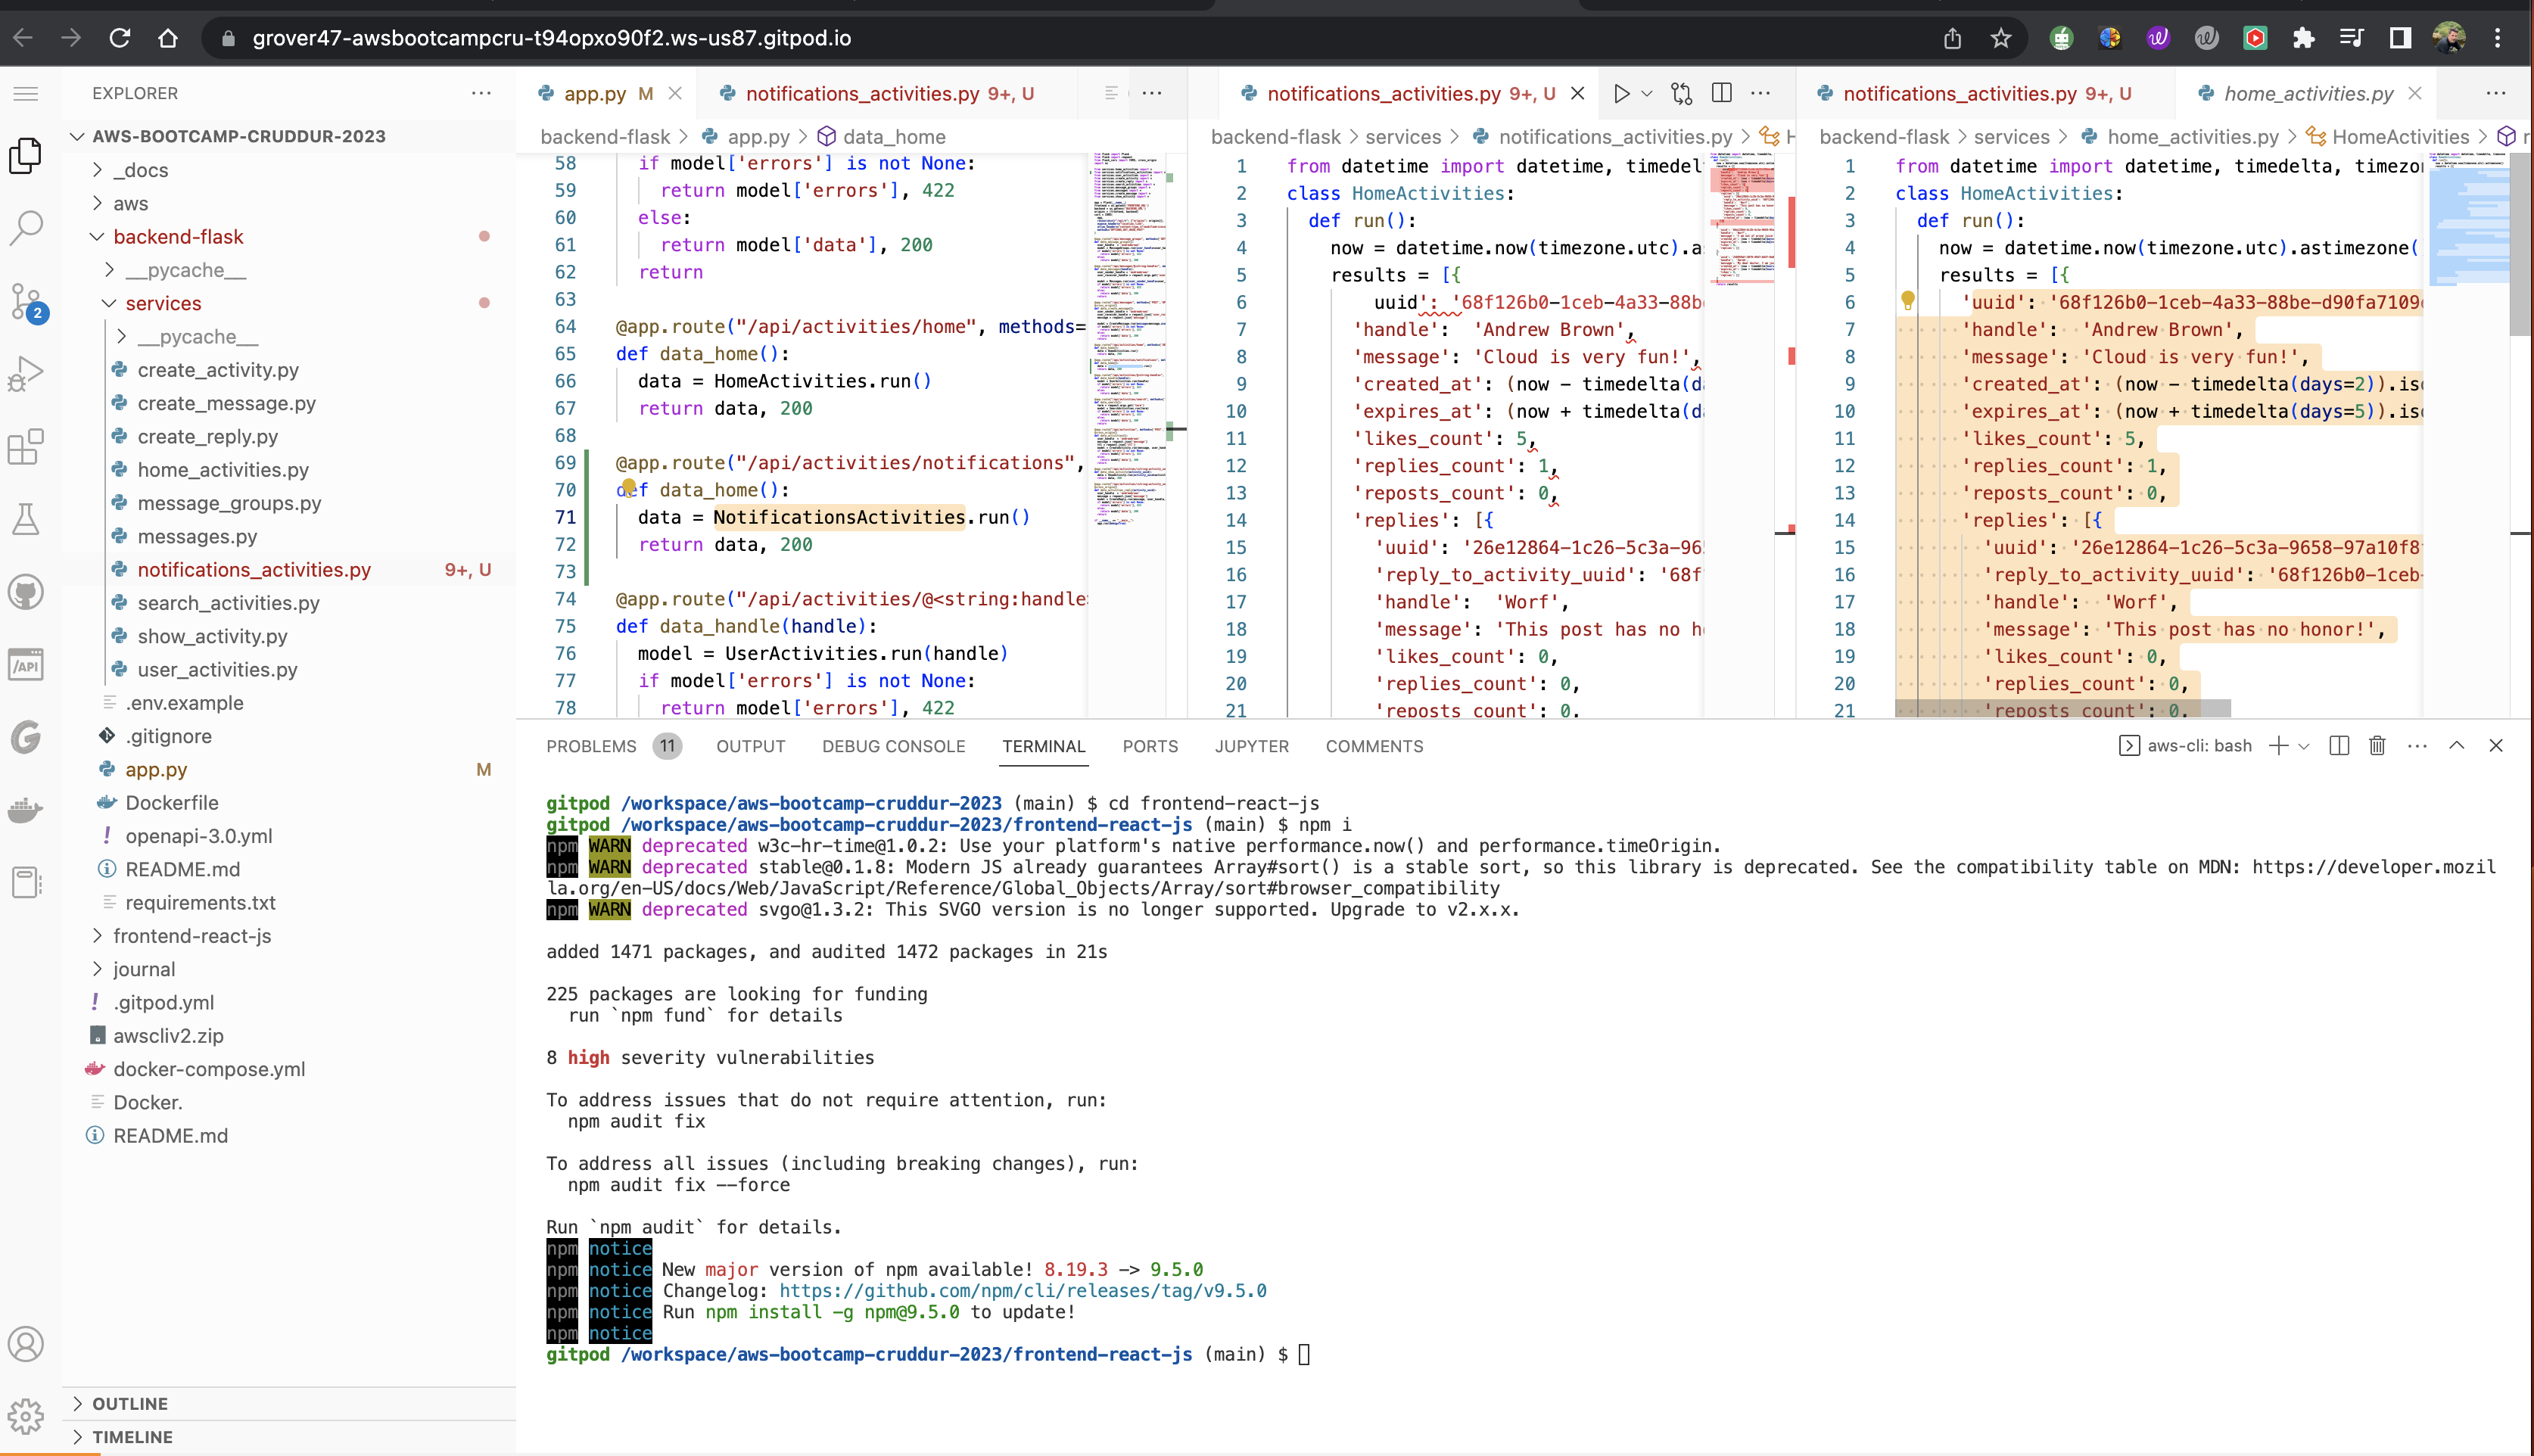 grover47-awsbootcampcru-t94opxo90f2.ws-us87.gitpod.io
EXPLORER
AWS-BOOTCAMP-CRUDDUR-2023
_docs
aws
backend-flask
__pycache__
services
__pycache__
create_activity.py
create_message.py
create_reply.py
home_activities.py
message_groups.py
messages.py
notifications_activities.py 9+, U
search_activities.py
show_activity.py
user_activities.py
.env.example
.gitignore
app.py M
Dockerfile
openapi-3.0.yml
README.md
requirements.txt
frontend-react-js
journal
.gitpod.yml
awscliv2.zip
docker-compose.yml
Docker.
README.md
OUTLINE
TIMELINE
2
/API
app.py M
notifications_activities.py 9+, U
backend-flask > app.py > data_home
58 if model['errors'] is not None:
59 return model['errors'], 422
60 else:
61 return model['data'], 200
62 return
63
64 @app.route("/api/activities/home", methods=
65 def data_home():
66 data = HomeActivities.run()
67 return data, 200
68
69 @app.route("/api/activities/notifications",
70 def data_home():
71 data = NotificationsActivities.run()
72 return data, 200
73
74 @app.route("/api/activities/@<string:handle>
75 def data_handle(handle):
76 model = UserActivities.run(handle)
77 if model['errors'] is not None:
78 return model['errors'], 422
notifications_activities.py 9+, U
backend-flask > services > notifications_activities.py > H
1 from datetime import datetime, timedel
2 class HomeActivities:
3 def run():
4 now = datetime.now(timezone.utc).as
5 results = [{
6 uuid': '68f126b0-1ceb-4a33-88be
7 'handle':  'Andrew Brown',
8 'message': 'Cloud is very fun!',
9 'created_at': (now - timedelta(da
10 'expires_at': (now + timedelta(da
11 'likes_count': 5,
12 'replies_count': 1,
13 'reposts_count': 0,
14 'replies': [{
15 'uuid': '26e12864-1c26-5c3a-965
16 'reply_to_activity_uuid': '68f
17 'handle':  'Worf',
18 'message': 'This post has no h
19 'likes_count': 0,
20 'replies_count': 0,
21 'reposts_count': 0,
notifications_activities.py 9+, U
home_activities.py
backend-flask > services > home_activities.py > HomeActivities > r
1 from datetime import datetime, timedelta, timezo
2 class HomeActivities:
3 def run():
4 now = datetime.now(timezone.utc).astimezone(
5 results = [{
6 'uuid': '68f126b0-1ceb-4a33-88be-d90fa7109
7 'handle':  'Andrew Brown',
8 'message': 'Cloud is very fun!',
9 'created_at': (now - timedelta(days=2)).iso
10 'expires_at': (now + timedelta(days=5)).iso
11 'likes_count': 5,
12 'replies_count': 1,
13 'reposts_count': 0,
14 'replies': [{
15 'uuid': '26e12864-1c26-5c3a-9658-97a10f8
16 'reply_to_activity_uuid': '68f126b0-1ceb-
17 'handle':  'Worf',
18 'message': 'This post has no honor!',
19 'likes_count': 0,
20 'replies_count': 0,
21 'reposts_count': 0,
PROBLEMS 11 OUTPUT DEBUG CONSOLE TERMINAL PORTS JUPYTER COMMENTS
aws-cli: bash
gitpod /workspace/aws-bootcamp-cruddur-2023 (main) $ cd frontend-react-js
gitpod /workspace/aws-bootcamp-cruddur-2023/frontend-react-js (main) $ npm i
npm WARN deprecated w3c-hr-time@1.0.2: Use your platform's native performance.now() and performance.timeOrigin.
npm WARN deprecated stable@0.1.8: Modern JS already guarantees Array#sort() is a stable sort, so this library is deprecated. See the compatibility table on MDN: https://developer.mozil
la.org/en-US/docs/Web/JavaScript/Reference/Global_Objects/Array/sort#browser_compatibility
npm WARN deprecated svgo@1.3.2: This SVGO version is no longer supported. Upgrade to v2.x.x.
added 1471 packages, and audited 1472 packages in 21s
225 packages are looking for funding
run `npm fund` for details
8 high severity vulnerabilities
To address issues that do not require attention, run:
npm audit fix
To address all issues (including breaking changes), run:
npm audit fix --force
Run `npm audit` for details.
npm notice
npm notice New major version of npm available! 8.19.3 -> 9.5.0
npm notice Changelog: https://github.com/npm/cli/releases/tag/v9.5.0
npm notice Run npm install -g npm@9.5.0 to update!
npm notice
gitpod /workspace/aws-bootcamp-cruddur-2023/frontend-react-js (main) $